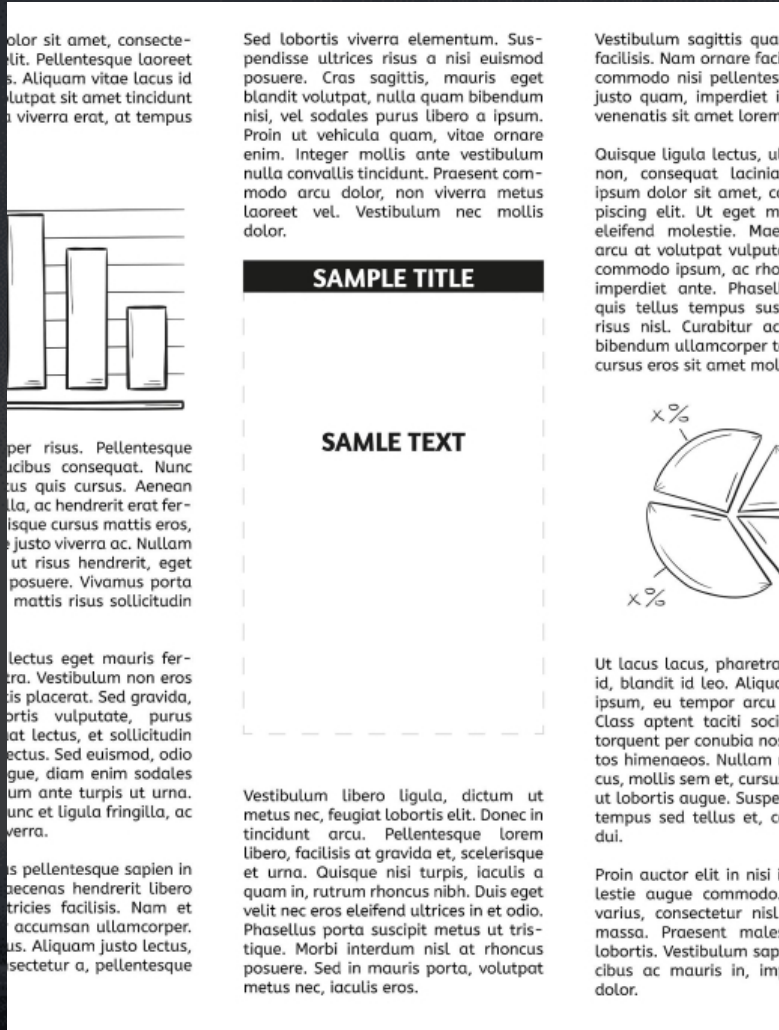 olor sit amet, consecte-
elit. Pellentesque laoreet
s. Aliquam vitae lacus id
olutpat sit amet tincidunt
viverra erat, at tempus
per risus. Pellentesque
ucibus consequat. Nunc
tus quis cursus. Aenean
lla, ac hendrerit erat fer-
isque cursus mattis eros,
justo viverra ac. Nullam
ut risus hendrerit, eget
posuere. Vivamus porta
mattis risus sollicitudin
lectus eget mauris fer-
tra. Vestibulum non eros
is placerat. Sed gravida,
ortis vulputate, purus
at lectus, et sollicitudin
ectus. Sed euismod, odio
gue, diam enim sodales
um ante turpis ut urna.
unc et ligula fringilla, ac
verra.
s pellentesque sapien in
aecenas hendrerit libero
tricies facilisis. Nam et
accumsan ullamcorper.
us. Aliquam justo lectus,
nsectetur a, pellentesque
Sed lobortis viverra elementum. Sus-
pendisse ultrices risus a nisi euismod
posuere. Cras sagittis, mauris eget
blandit volutpat, nulla quam bibendum
nisi, vel sodales purus libero a ipsum.
Proin ut vehicula quam, vitae ornare
enim. Integer mollis ante vestibulum
nulla convallis tincidunt. Praesent com-
modo arcu dolor, non viverra metus
laoreet vel. Vestibulum nec mollis
dolor.
SAMPLE TITLE
SAMLE TEXT
Vestibulum libero ligula, dictum ut
metus nec, feugiat lobortis elit. Donec in
tincidunt arcu. Pellentesque lorem
libero, facilisis at gravida et, scelerisque
et urna. Quisque nisi turpis, iaculis a
quam in, rutrum rhoncus nibh. Duis eget
velit nec eros eleifend ultrices in et odio.
Phasellus porta suscipit metus ut tris-
tique. Morbi interdum nisl at rhoncus
posuere. Sed in mauris porta, volutpat
metus nec, iaculis eros.
Vestibulum sagittis qua
facilisis. Nam ornare faci
commodo nisi pellentes
justo quam, imperdiet i
venenatis sit amet lorem
Quisque ligula lectus, ul
non, consequat lacinia
ipsum dolor sit amet, co
piscing elit. Ut eget m
eleifend molestie. Mae
arcu at volutpat vulputa
commodo ipsum, ac rho
imperdiet ante. Phasell
quis tellus tempus sus
risus nisl. Curabitur ac
bibendum ullamcorper t
cursus eros sit amet mol
x%
x%
Ut lacus lacus, pharetra
id, blandit id leo. Aliqua
ipsum, eu tempor arcu
Class aptent taciti soci
torquent per conubia nos
tos himenaeos. Nullam
cus, mollis sem et, cursus
ut lobortis augue. Suspe
tempus sed tellus et, c
dui.
Proin auctor elit in nisi
lestie augue commodo.
varius, consectetur nisl
massa. Praesent males
lobortis. Vestibulum sap
cibus ac mauris in, im
dolor.